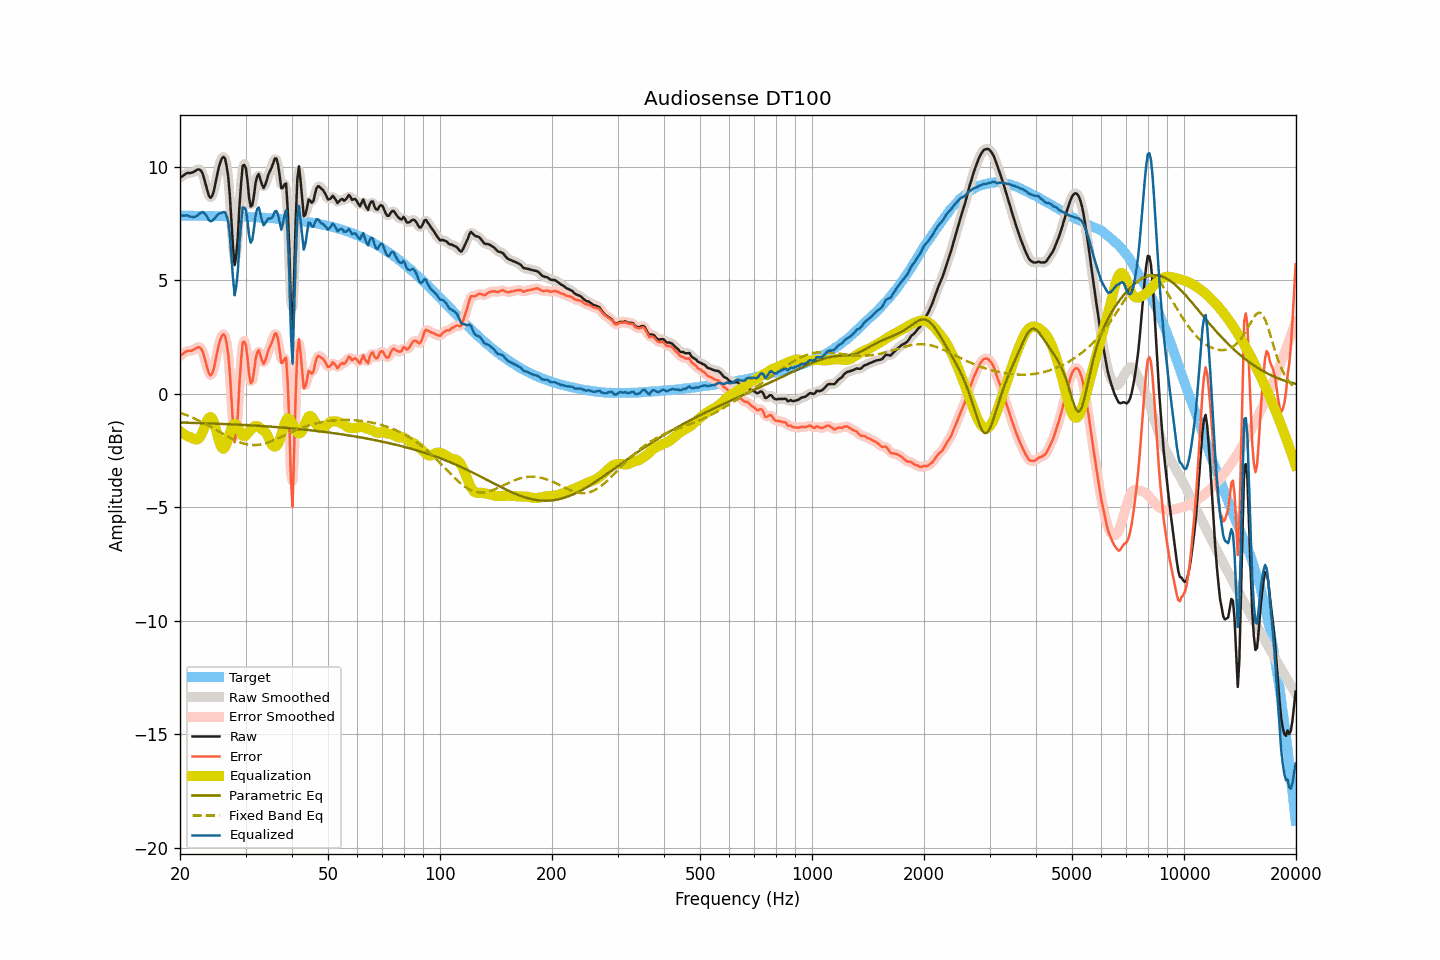 Audiosense DT100
Amplitude (dBr)
10
5
0
−5
−10
−15
−20
Target
Raw Smoothed
Error Smoothed
Raw
Error
Equalization
Parametric Eq
Fixed Band Eq
Equalized
20 50 100 200 500 1000 2000 5000 10000 20000
Frequency (Hz)